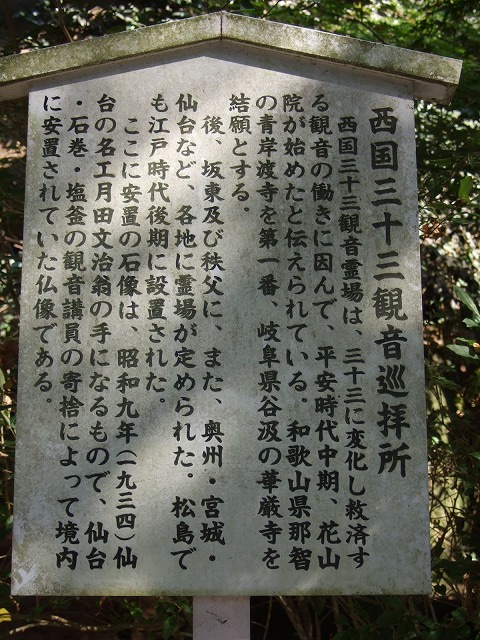 西国三十三観音巡拝所
西国三十三観音霊場は、三十三に変化し救済す
る観音の働きに因んで、平安時代中期、花山
院が始めたと伝えられている。和歌山県那智
の青岸渡寺を第一番、岐阜県谷汲の華厳寺を
結願とする。
後、坂東及び秩父に、また、奥州・宮城・
仙台など、各地に霊場が定められた。松島で
も江戸時代後期に設置された。
ここに安置の石像は、昭和九年(一九三四)仙
台の名工月田文治翁の手になるもので、仙台
・石巻・塩釜の観音講員の寄捨によって境内
に安置されていた仏像である。